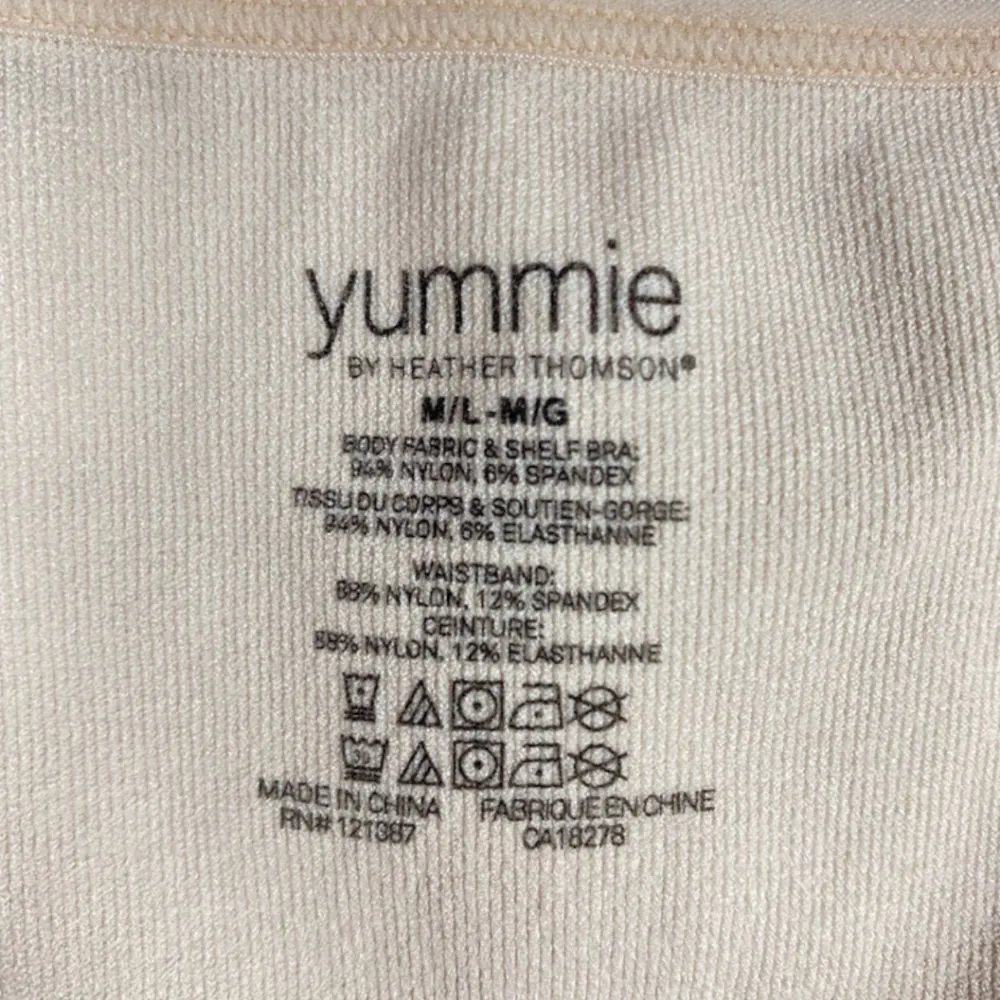 yummie
BY HEATHER THOMSON®
M/L-M/G
BODY FABRIC & SHELF BRA:
94% NYLON, 6% SPANDEX
TISSU DU CORPS & SOUTIEN-GORGE:
94% NYLON, 6% ELASTHANNE
WAISTBAND:
88% NYLON, 12% SPANDEX
CEINTURE:
88% NYLON, 12% ELASTHANNE
30
MADE IN CHINA FABRIQUE EN CHINE
RN# 121387 CA18278